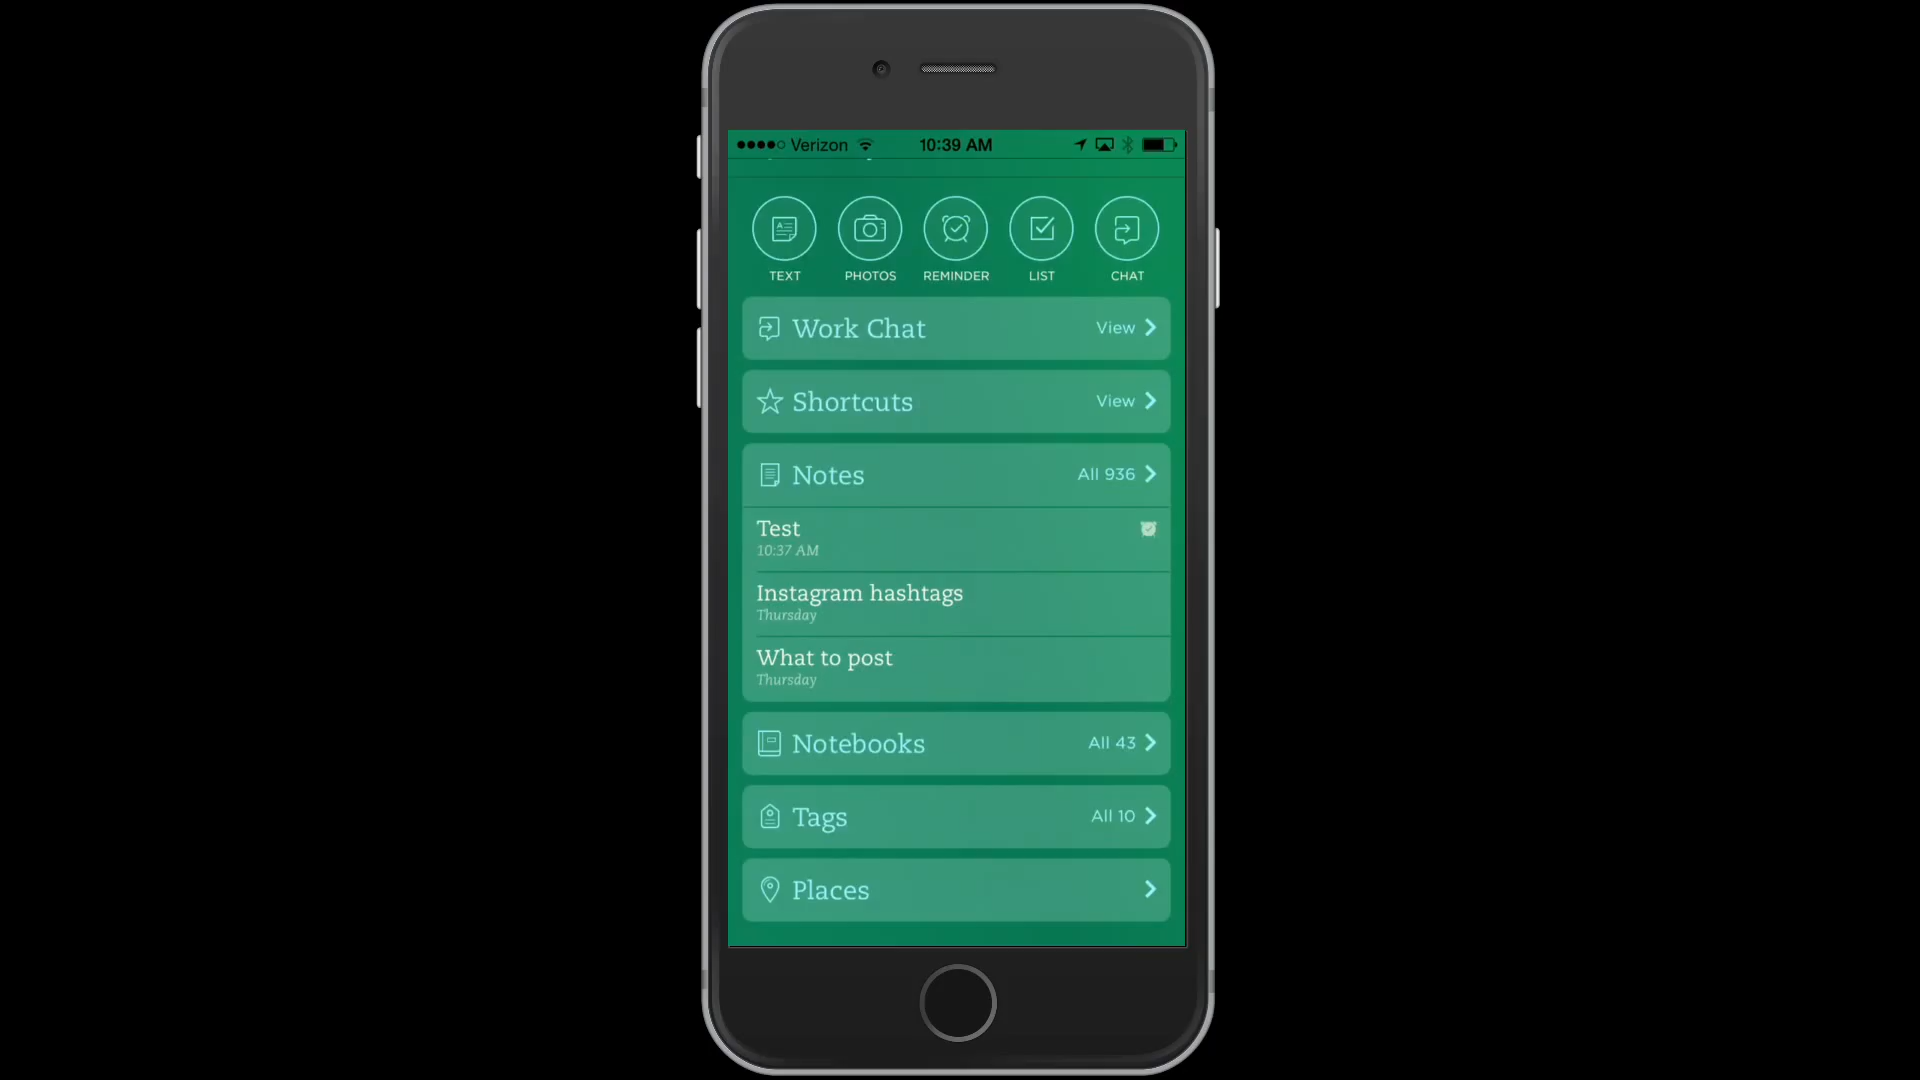 Verizon 10:39 AM
TEXT PHOTOS REMINDER LIST CHAT
Work Chat View
Shortcuts View
Notes All 936
Test
10:37 AM
Instagram hashtags
Thursday
What to post
Thursday
Notebooks All 43
Tags All 10
Places